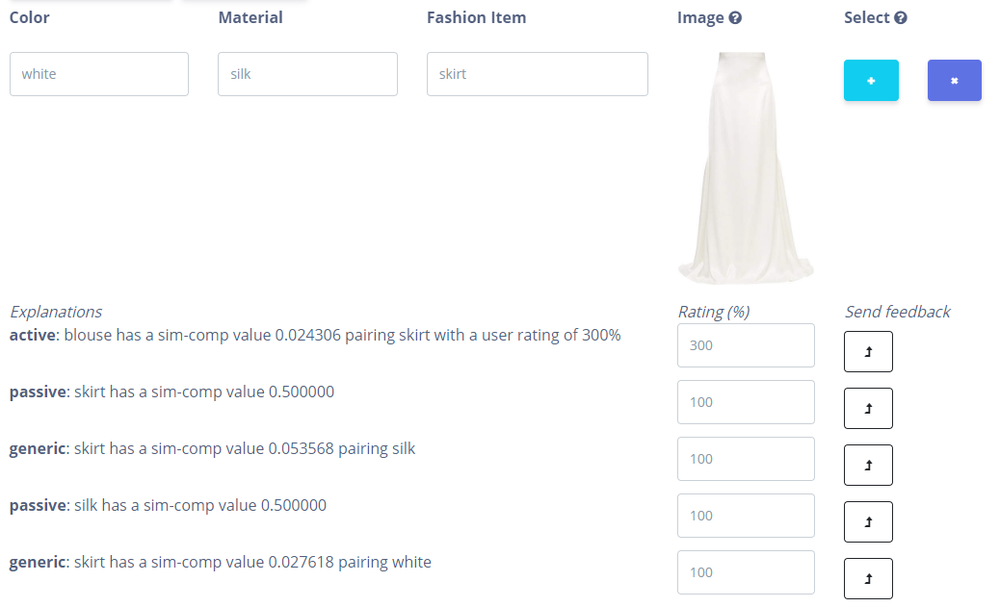 Color Material Fashion Item Image Select
white silk skirt
Explanations Rating (%) Send feedback
active: blouse has a sim-comp value 0.024306 pairing skirt with a user rating of 300% 300
passive: skirt has a sim-comp value 0.500000 100
generic: skirt has a sim-comp value 0.053568 pairing silk 100
passive: silk has a sim-comp value 0.500000 100
generic: skirt has a sim-comp value 0.027618 pairing white 100